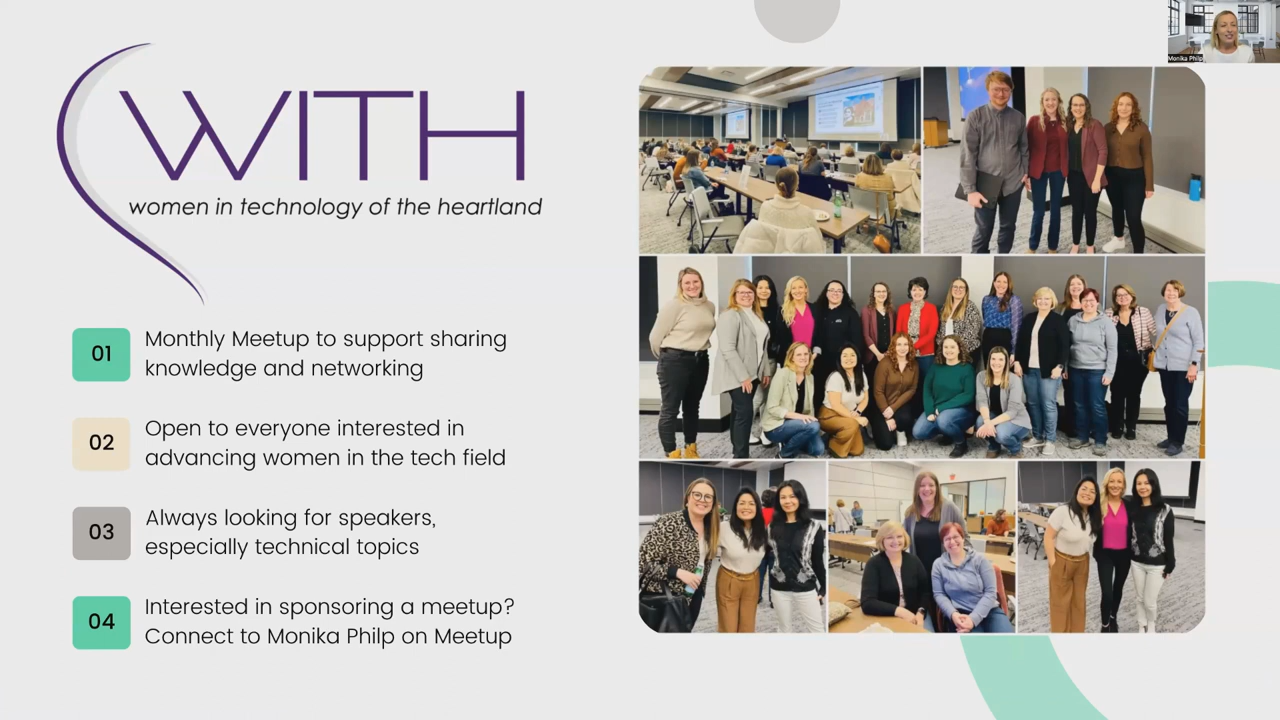 WITH
women in technology of the heartland
01
Monthly Meetup to support sharing
knowledge and networking
02
Open to everyone interested in
advancing women in the tech field
03
Always looking for speakers,
especially technical topics
04
Interested in sponsoring a meetup?
Connect to Monika Philp on Meetup
Monika Philp